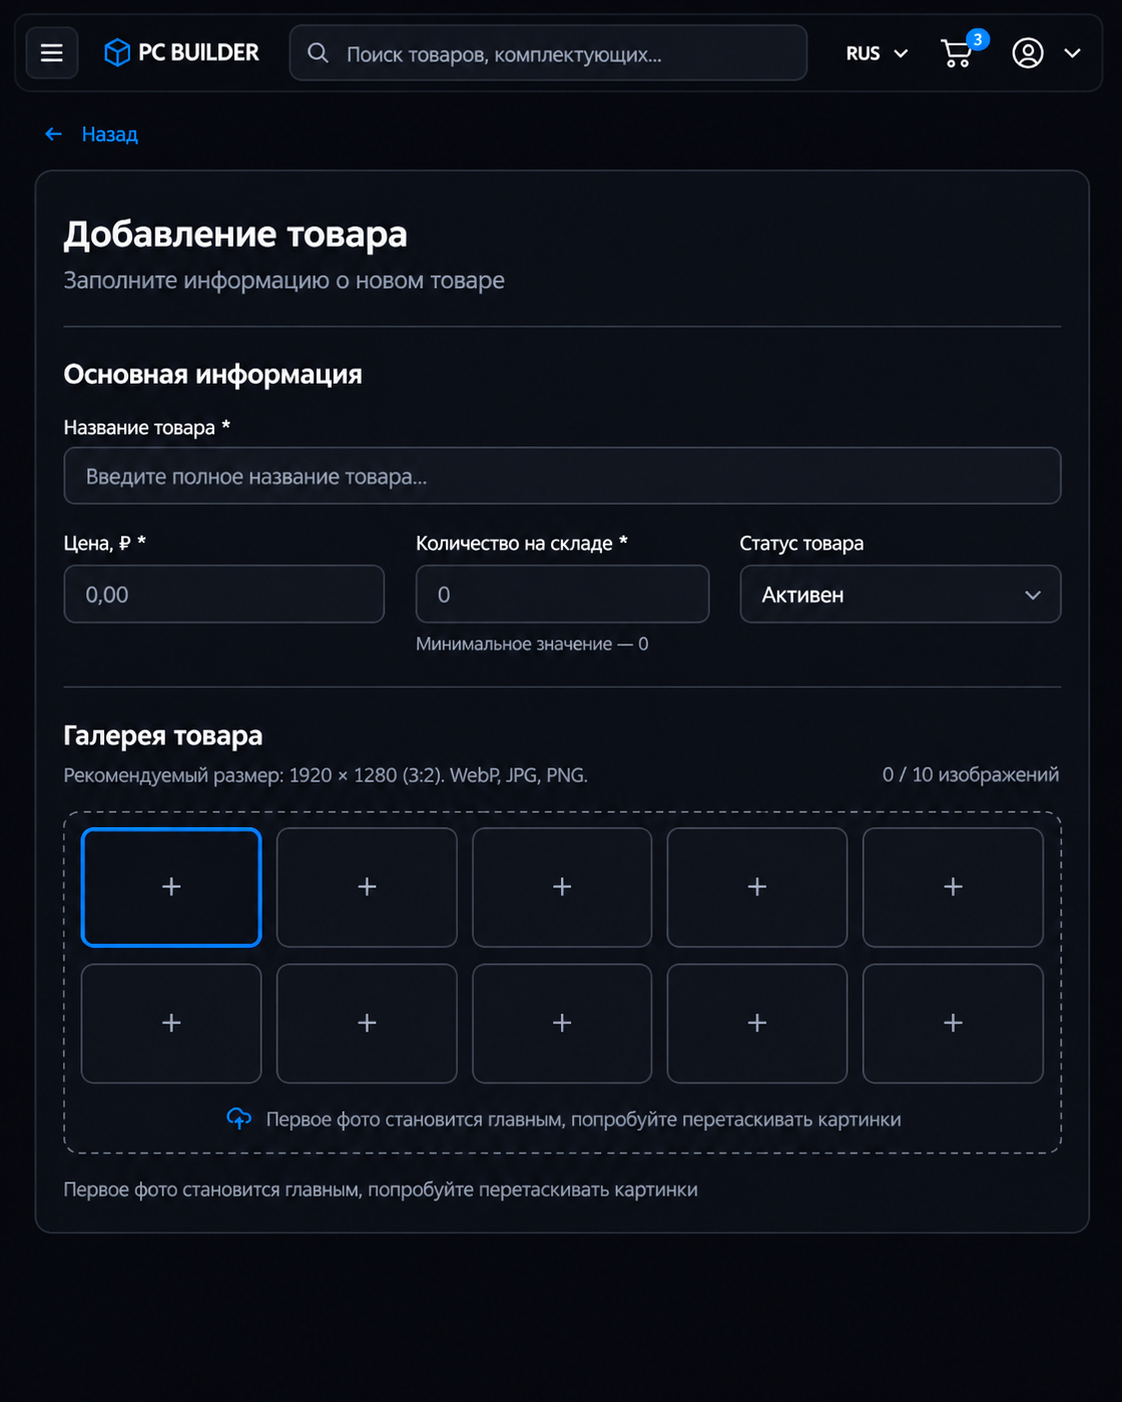 PC BUILDER
Поиск товаров, комплектующих...
RUS
3
Назад
Добавление товара
Заполните информацию о новом товаре
Основная информация
Название товара *
Введите полное название товара...
Цена, ₽ *
Количество на складе *
Статус товара
0,00
0
Активен
Минимальное значение — 0
Галерея товара
Рекомендуемый размер: 1920 × 1280 (3:2). WebP, JPG, PNG.
0 / 10 изображений
Первое фото становится главным, попробуйте перетаскивать картинки
Первое фото становится главным, попробуйте перетаскивать картинки